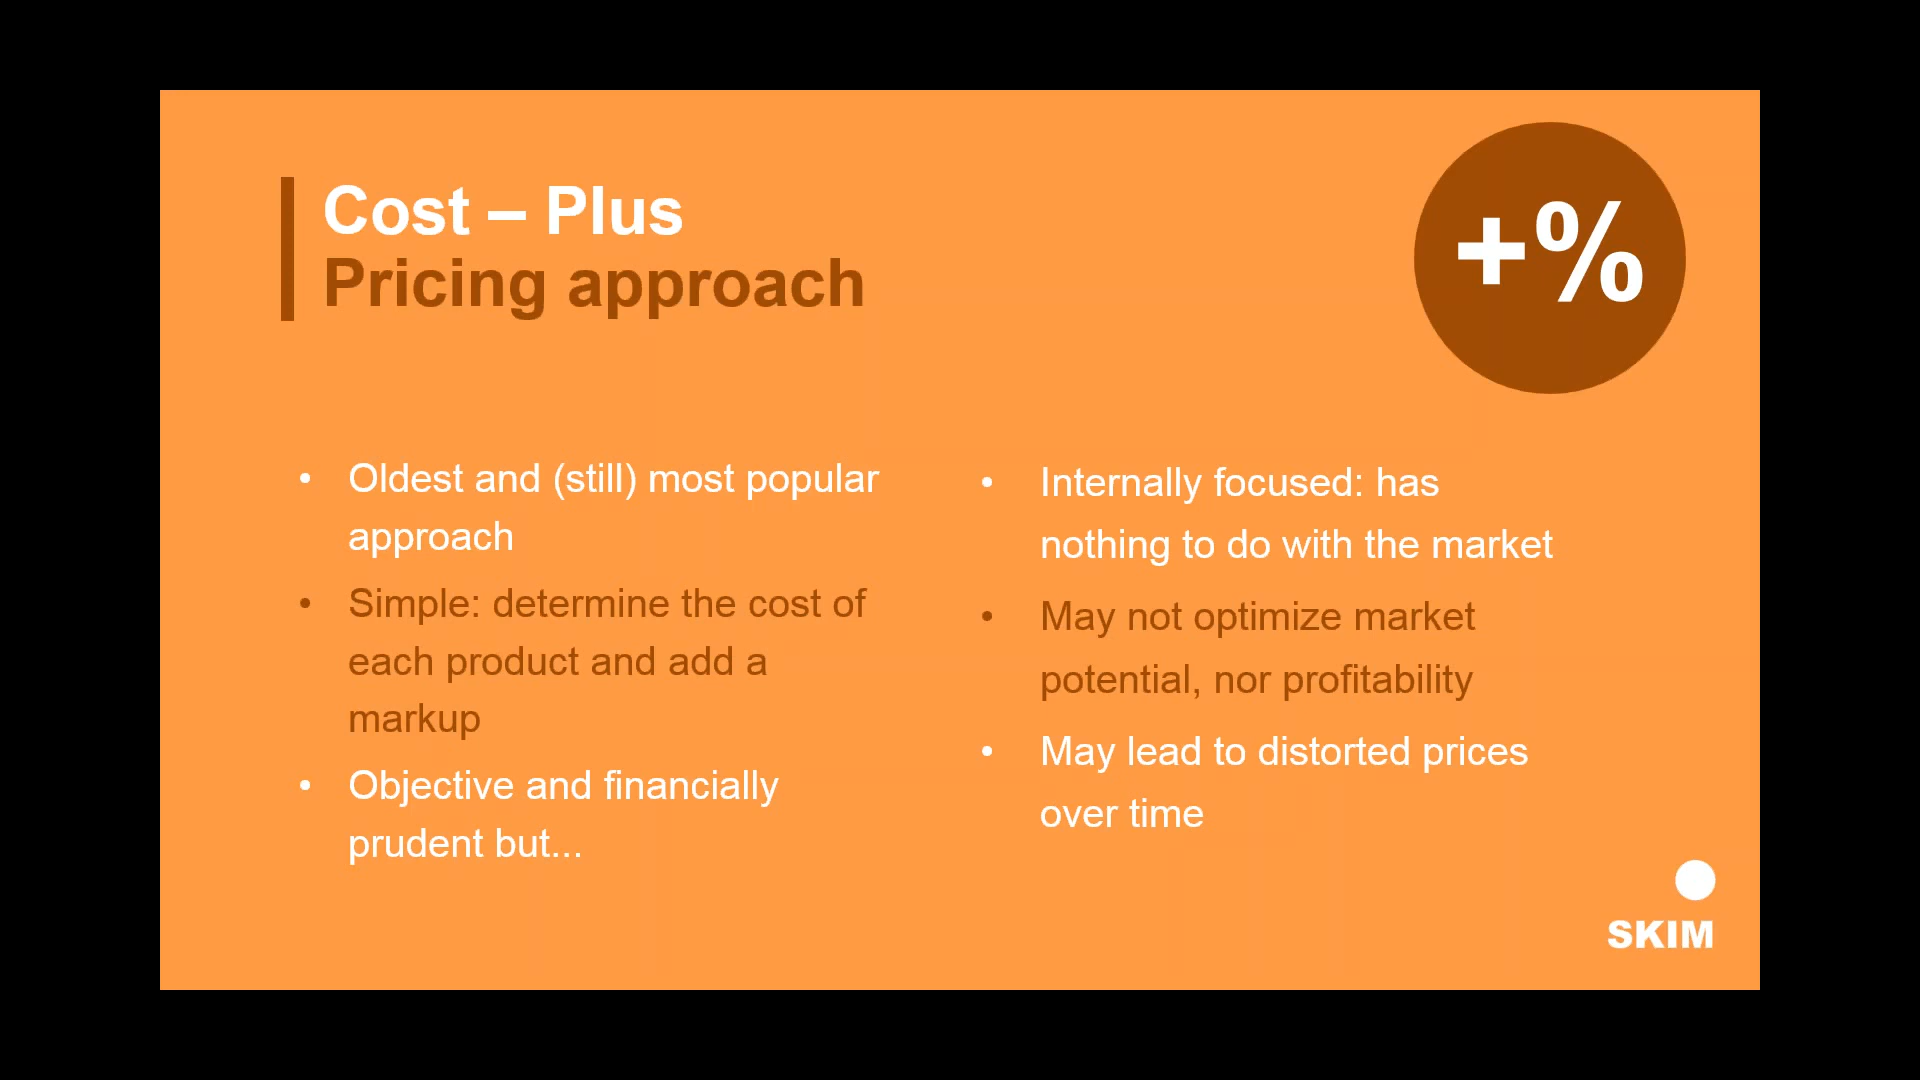 Cost – Plus
Pricing approach
+%
• Oldest and (still) most popular
approach
• Simple: determine the cost of
each product and add a
markup
• Objective and financially
prudent but...
• Internally focused: has
nothing to do with the market
• May not optimize market
potential, nor profitability
• May lead to distorted prices
over time
SKIM